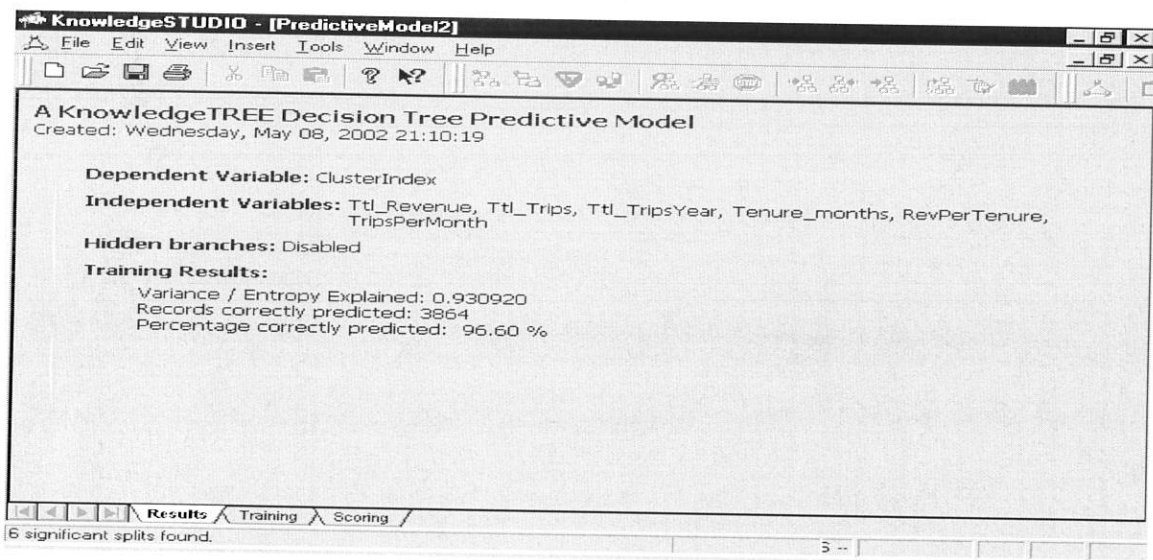 KnowledgeSTUDIO - [PredictiveModel2]
File Edit View Insert Tools Window Help
A KnowledgeTREE Decision Tree Predictive Model
Created: Wednesday, May 08, 2002 21:10:19
Dependent Variable: ClusterIndex
Independent Variables: Ttl_Revenue, Ttl_Trips, Ttl_TripsYear, Tenure_months, RevPerTenure,
TripsPerMonth
Hidden branches: Disabled
Training Results:
Variance / Entropy Explained: 0.930920
Records correctly predicted: 3864
Percentage correctly predicted: 96.60 %
Results Training Scoring
6 significant splits found.